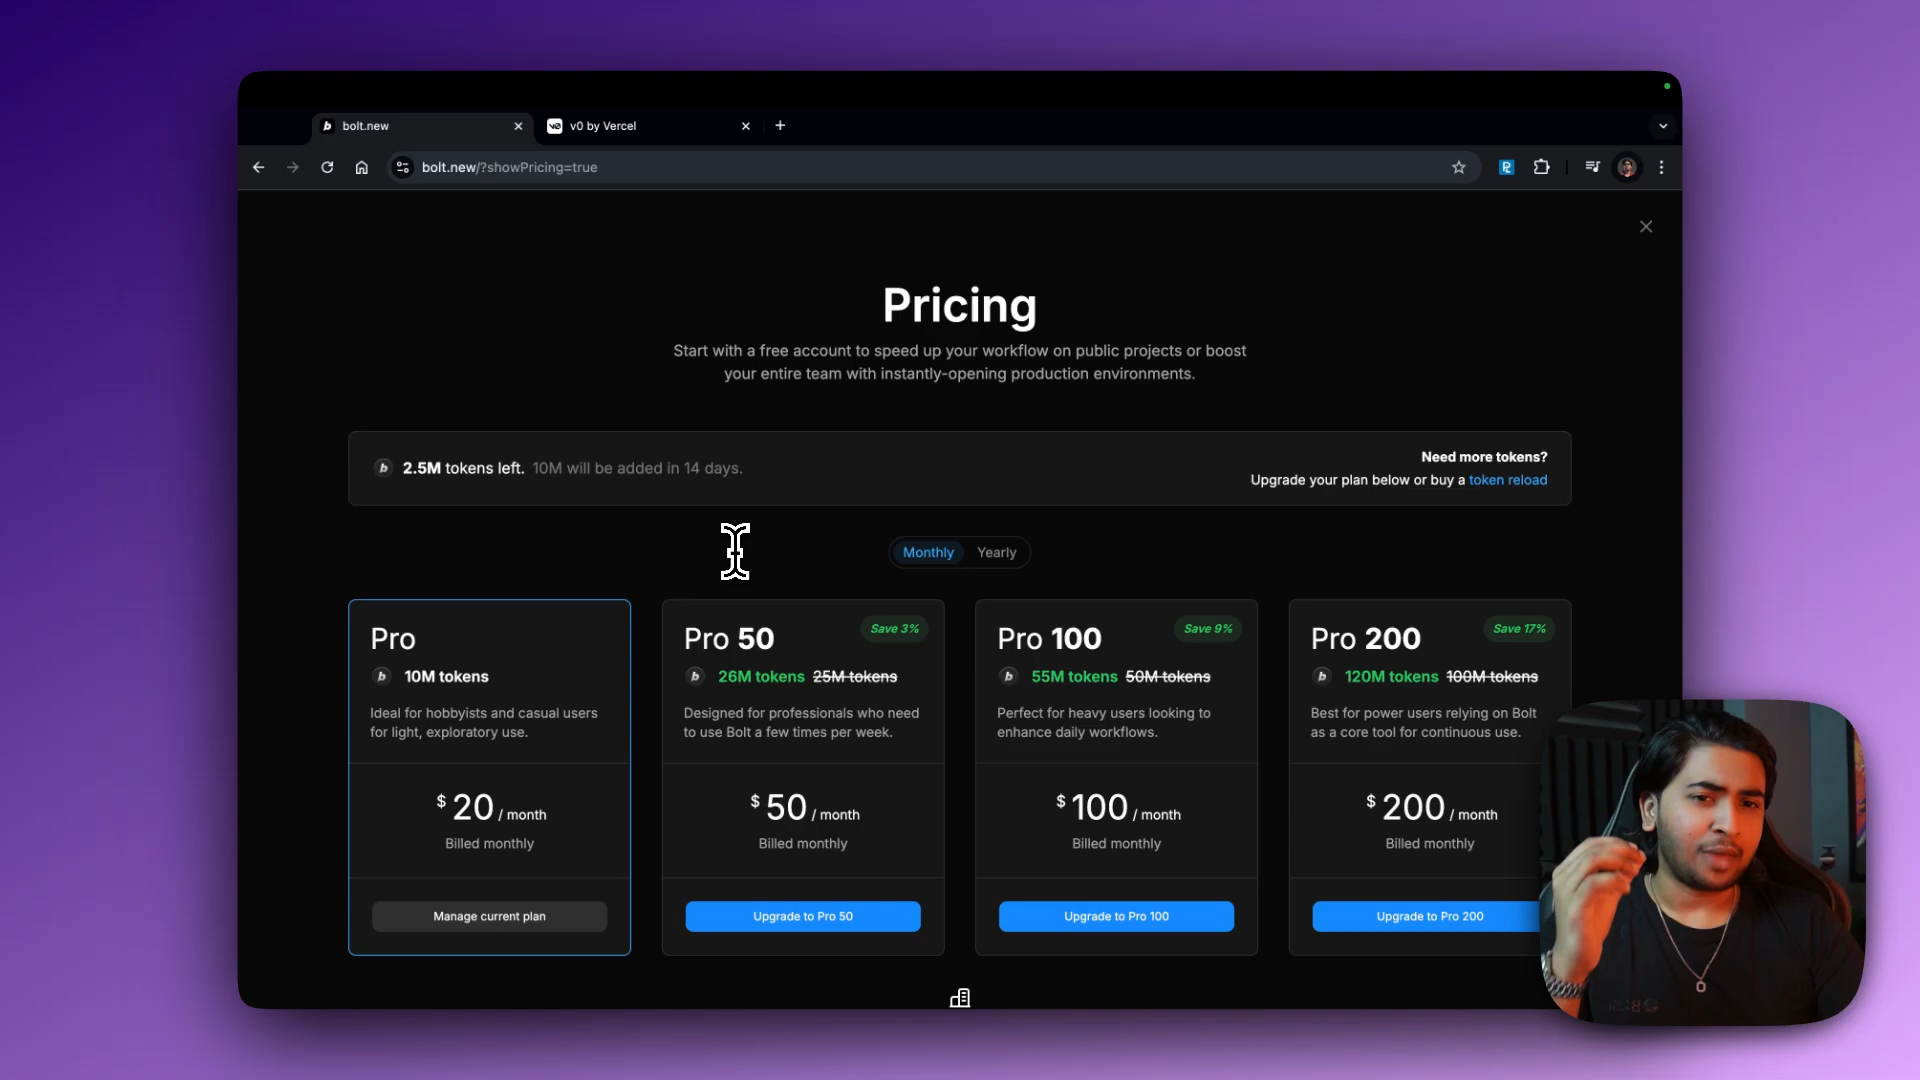 bolt.new
v0 by Vercel
bolt.new/?showPricing=true
Pricing
Start with a free account to speed up your workflow on public projects or boost
your entire team with instantly-opening production environments.
2.5M tokens left. 10M will be added in 14 days.
Need more tokens?
Upgrade your plan below or buy a token reload
Monthly Yearly
Pro
10M tokens
Ideal for hobbyists and casual users
for light, exploratory use.
$ 20 / month
Billed monthly
Manage current plan
Pro 50
Save 3%
26M tokens 25M tokens
Designed for professionals who need
to use Bolt a few times per week.
$ 50 / month
Billed monthly
Upgrade to Pro 50
Pro 100
Save 9%
55M tokens 50M tokens
Perfect for heavy users looking to
enhance daily workflows.
$ 100 / month
Billed monthly
Upgrade to Pro 100
Pro 200
Save 17%
120M tokens 100M tokens
Best for power users relying on Bolt
as a core tool for continuous use.
$ 200 / month
Billed monthly
Upgrade to Pro 200